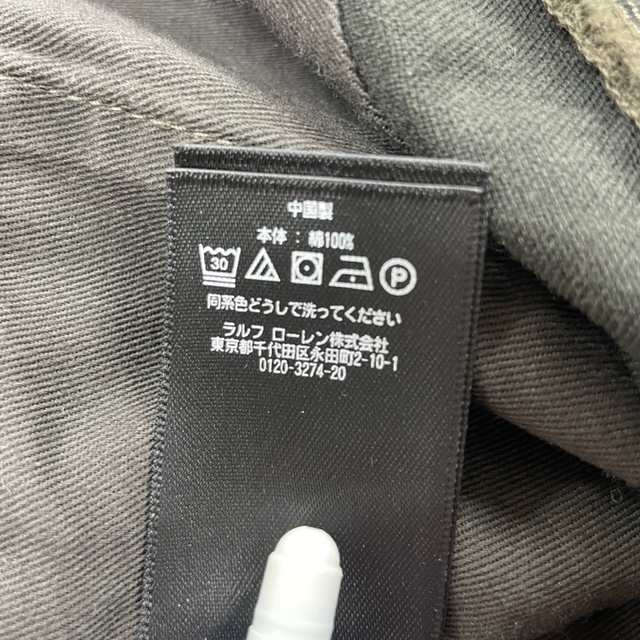 中国製
本体：綿100%
30 P
同系色どうしで洗ってください
ラルフ ローレン株式会社
東京都千代田区永田町2-10-1
0120-3274-20